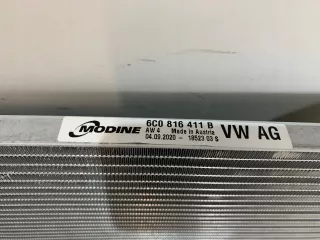 MODINE
6C0 816 411 B
AW 4 Made in Austria
04.09.2020 - 18523 03 S
VW AG